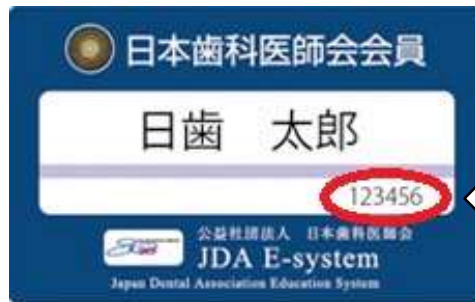 日本歯科医師会会員
日歯　太郎
123456
公益社団法人　日本歯科医師会
JDA E-system
Japan Dental Association Education System